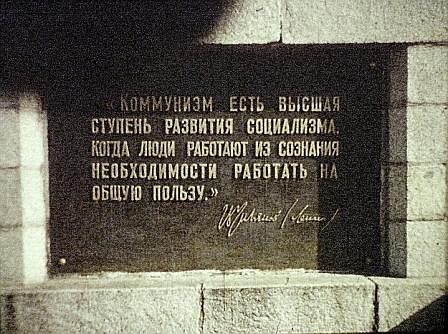 «КОММУНИЗМ ЕСТЬ ВЫСШАЯ
СТУПЕНЬ РАЗВИТИЯ СОЦИАЛИЗМА,
КОГДА ЛЮДИ РАБОТАЮТ ИЗ СОЗНАНИЯ
НЕОБХОДИМОСТИ РАБОТАТЬ НА
ОБЩУЮ ПОЛЬЗУ.»
В. Ульянов (Ленин)